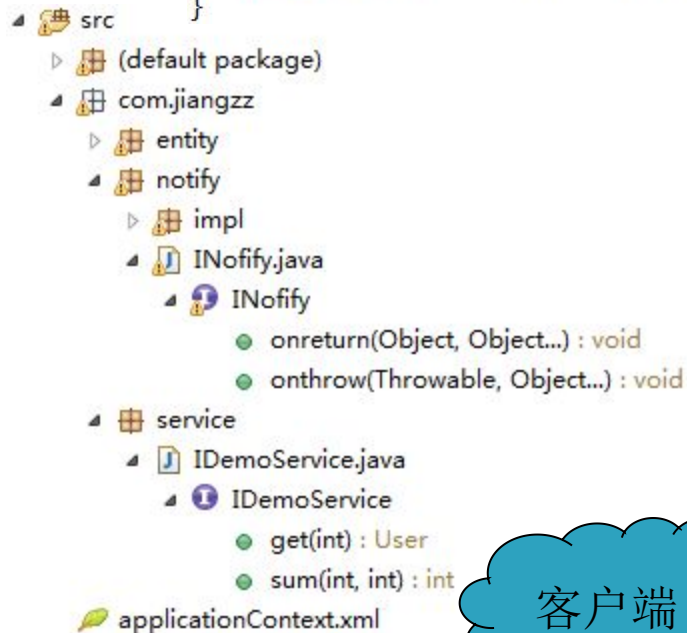 }
src
(default package)
com.jiangzz
entity
notify
impl
INofify.java
INofify
onreturn(Object, Object...) : void
onthrow(Throwable, Object...) : void
service
IDemoService.java
IDemoService
get(int) : User
sum(int, int) : int
applicationContext.xml
客户端